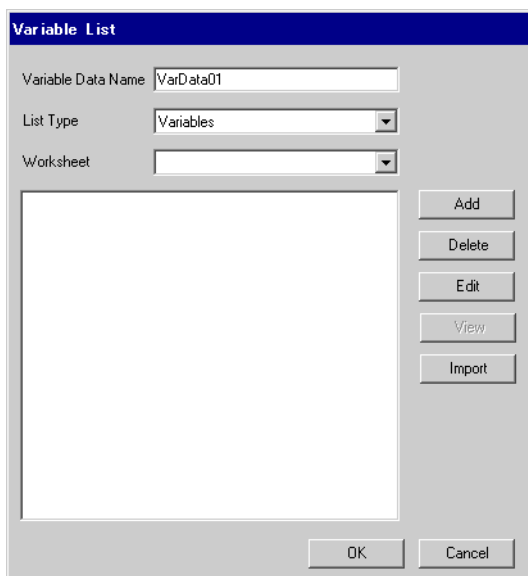 Variable List
Variable Data Name VarData01
List Type Variables
Worksheet
Add
Delete
Edit
View
Import
OK Cancel